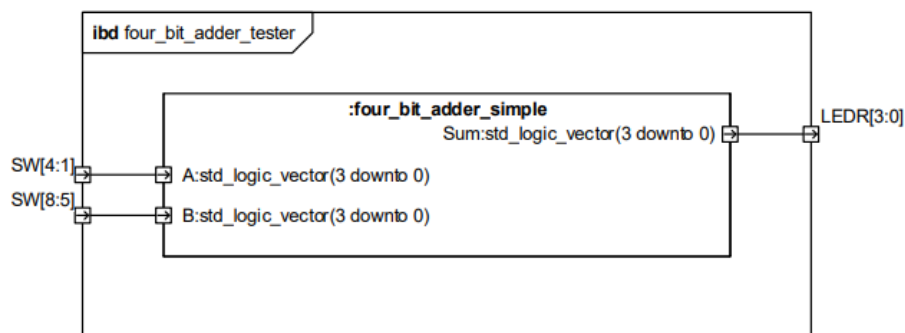 ibd four_bit_adder_tester
:four_bit_adder_simple
Sum:std_logic_vector(3 downto 0)
LEDR[3:0]
SW[4:1]
A:std_logic_vector(3 downto 0)
SW[8:5]
B:std_logic_vector(3 downto 0)